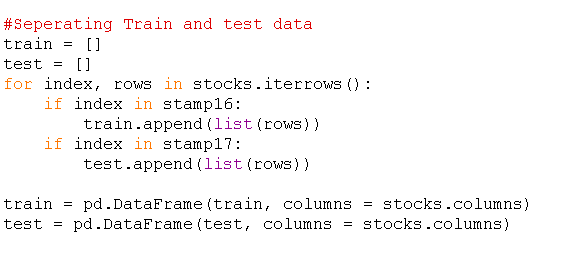 #Seperating Train and test data
train = []
test = []
for index, rows in stocks.iterrows():
    if index in stamp16:
        train.append(list(rows))
    if index in stamp17:
        test.append(list(rows))

train = pd.DataFrame(train, columns = stocks.columns)
test = pd.DataFrame(test, columns = stocks.columns)